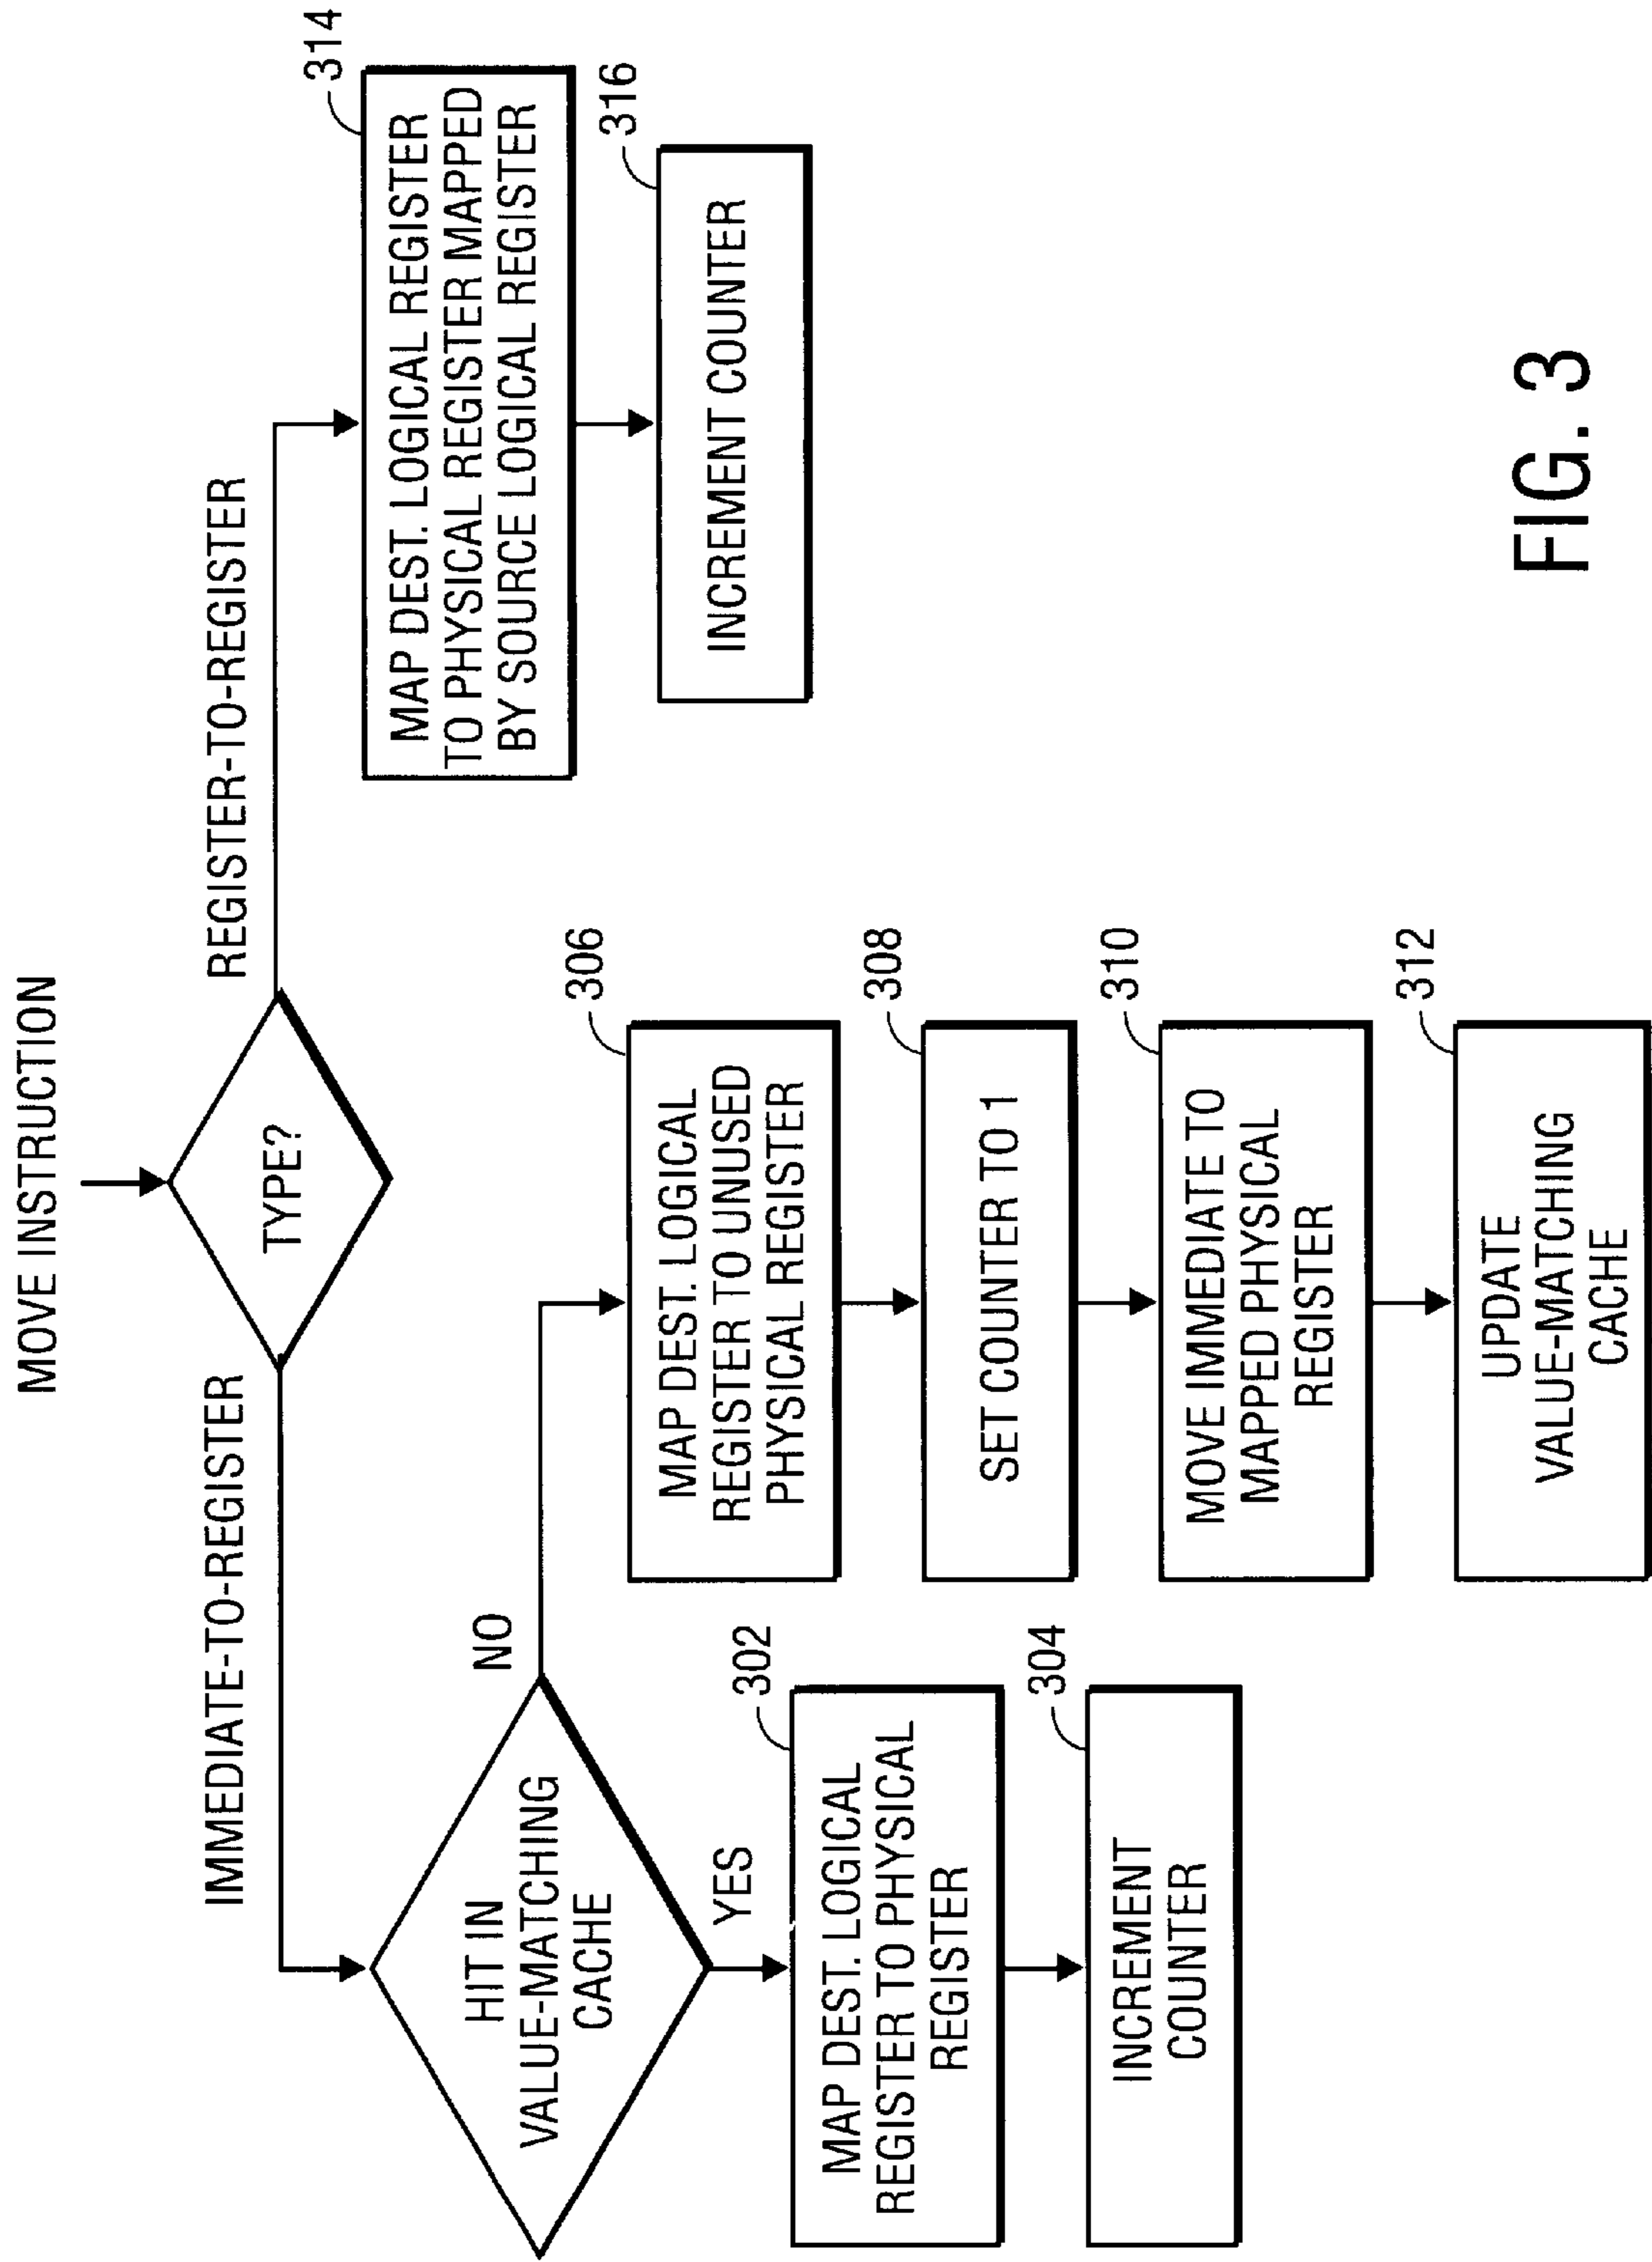 MOVE INSTRUCTION
TYPE?
IMMEDIATE-TO-REGISTER
REGISTER-TO-REGISTER
HIT IN
VALUE-MATCHING
CACHE
NO
YES
302
MAP DEST. LOGICAL
REGISTER TO PHYSICAL
REGISTER
304
INCREMENT
COUNTER
306
MAP DEST. LOGICAL
REGISTER TO UNUSED
PHYSICAL REGISTER
308
SET COUNTER TO 1
310
MOVE IMMEDIATE TO
MAPPED PHYSICAL
REGISTER
312
UPDATE
VALUE-MATCHING
CACHE
314
MAP DEST. LOGICAL REGISTER
TO PHYSICAL REGISTER MAPPED
BY SOURCE LOGICAL REGISTER
316
INCREMENT COUNTER
FIG. 3